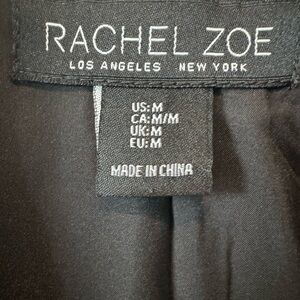 RACHEL ZOE
LOS ANGELES NEW YORK
US:M
CA:M/M
UK:M
EU:M
MADE IN CHINA